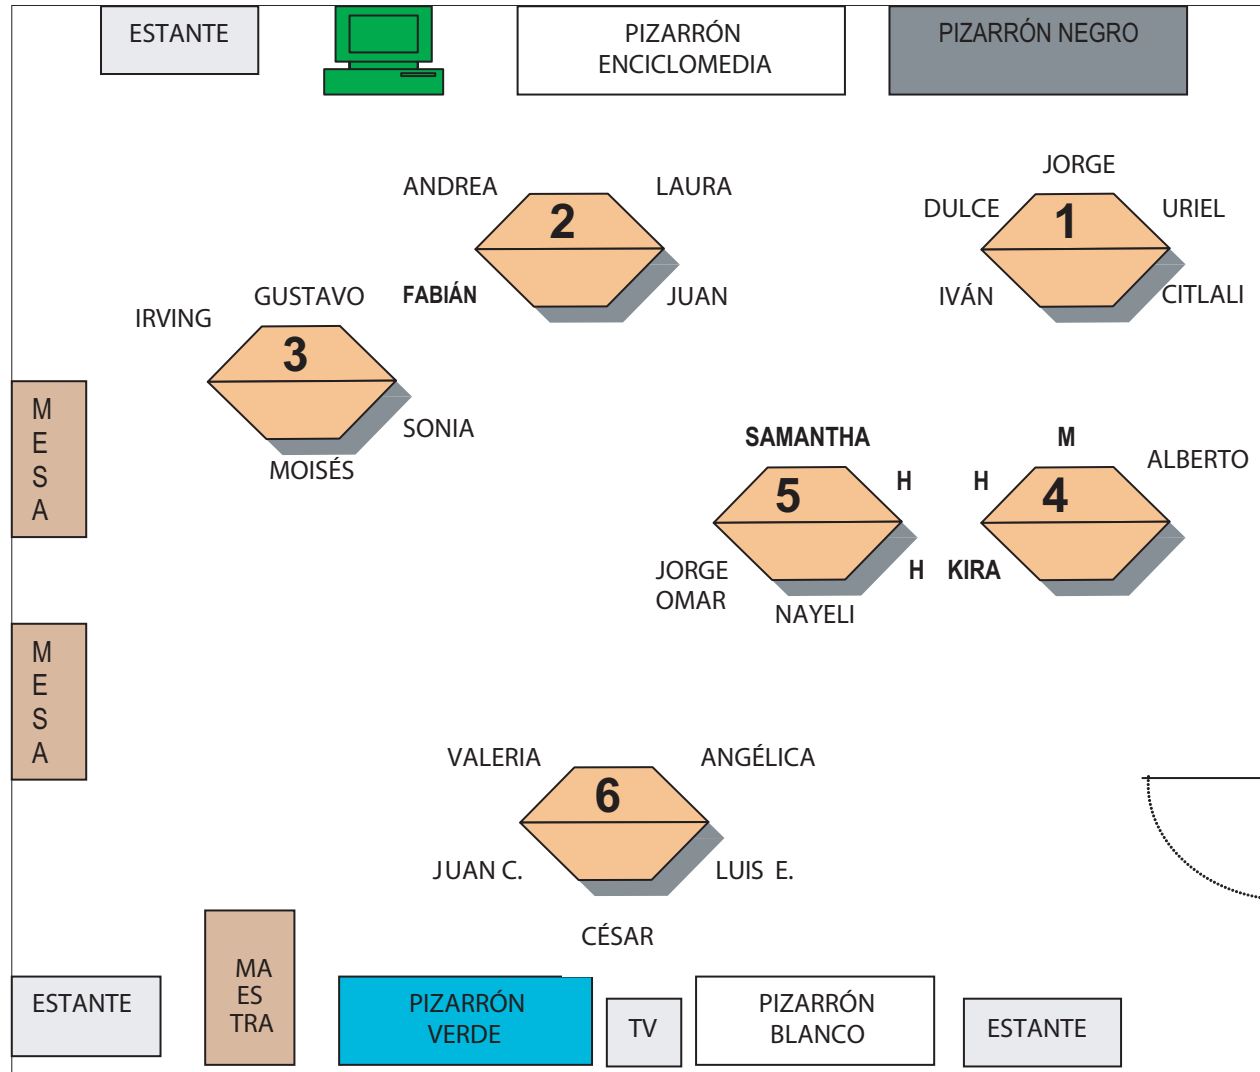 ESTANTE
PIZARRÓN
ENCICLOMEDIA
PIZARRÓN NEGRO
JORGE
ANDREA
LAURA
DULCE
URIEL
2
1
FABIÁN
JUAN
IVÁN
CITLALI
IRVING
GUSTAVO
3
SONIA
MOISÉS
M
E
S
A
SAMANTHA
H
5
H
JORGE
OMAR
NAYELI
M
ALBERTO
H
4
KIRA
M
E
S
A
VALERIA
ANGÉLICA
6
JUAN C.
LUIS E.
CÉSAR
ESTANTE
MA
ES
TRA
PIZARRÓN
VERDE
TV
PIZARRÓN
BLANCO
ESTANTE